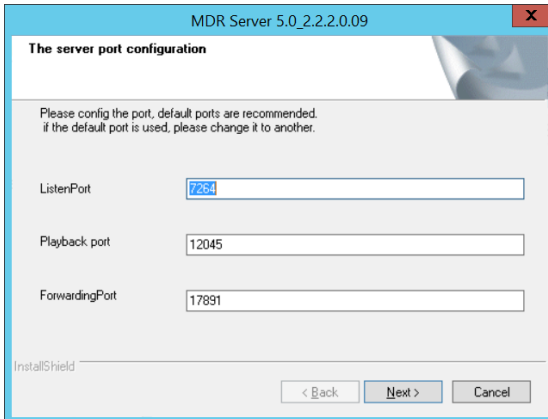 MDR Server 5.0_2.2.2.0.09
X
The server port configuration
Please config the port, default ports are recommended.
if the default port is used, please change it to another.
ListenPort 7264
Playback port 12045
ForwardingPort 17891
InstallShield
< Back Next > Cancel